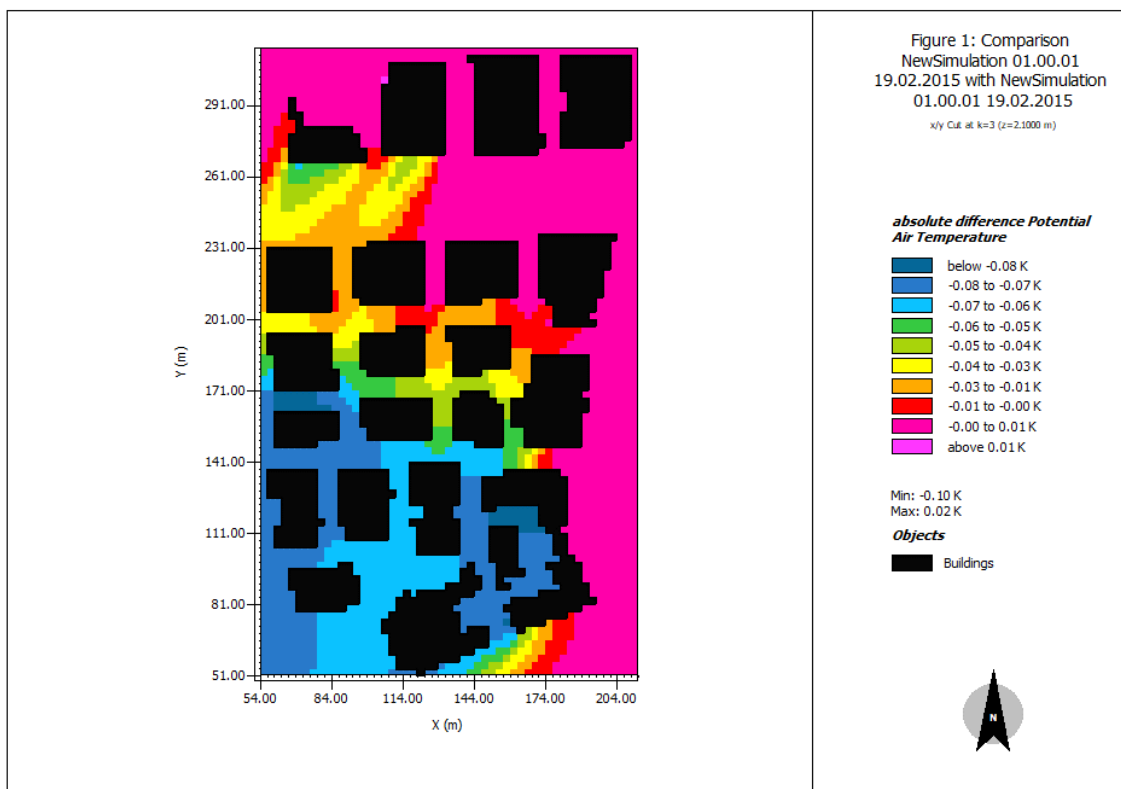 Figure 1: Comparison
NewSimulation 01.00.01
19.02.2015 with NewSimulation
01.00.01 19.02.2015
x/y Cut at k=3 (z=2.1000 m)
absolute difference Potential
Air Temperature
below -0.08 K
-0.08 to -0.07 K
-0.07 to -0.06 K
-0.06 to -0.05 K
-0.05 to -0.04 K
-0.04 to -0.03 K
-0.03 to -0.01 K
-0.01 to -0.00 K
-0.00 to 0.01 K
above 0.01 K
Min: -0.10 K
Max: 0.02 K
Objects
Buildings
N
291.00
261.00
231.00
201.00
171.00
141.00
111.00
81.00
51.00
Y (m)
54.00 84.00 114.00 144.00 174.00 204.00
X (m)